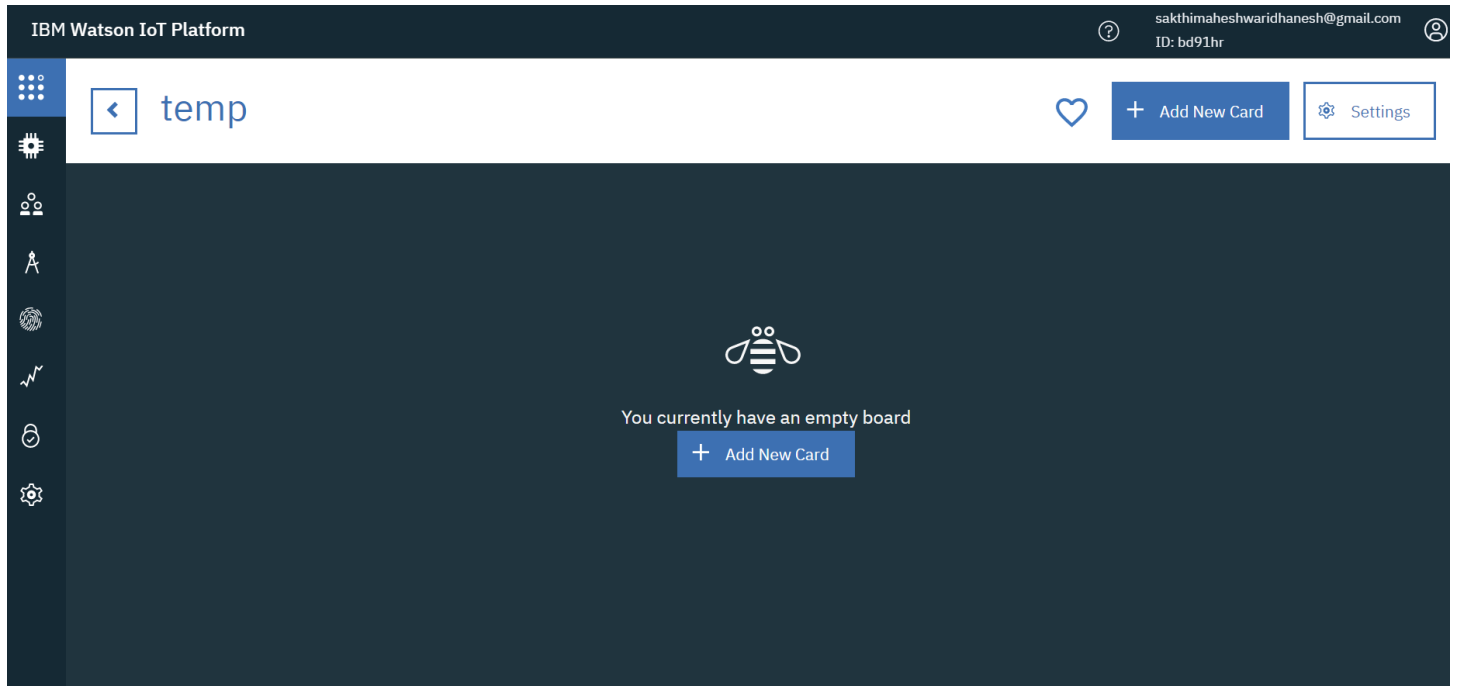 IBM Watson IoT Platform
sakthimaheshwaridhanesh@gmail.com
ID: bd91hr
temp
Add New Card
Settings
You currently have an empty board
Add New Card